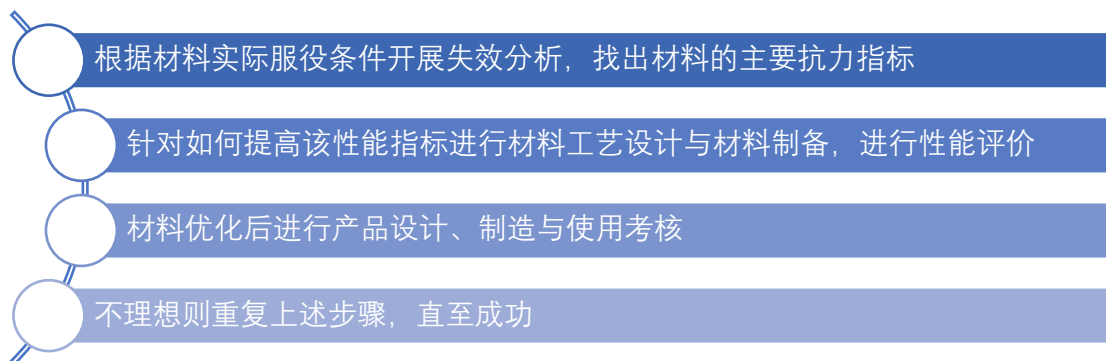 根据材料实际服役条件开展失效分析，找出材料的主要抗力指标
针对如何提高该性能指标进行材料工艺设计与材料制备，进行性能评价
材料优化后进行产品设计、制造与使用考核
不理想则重复上述步骤，直至成功